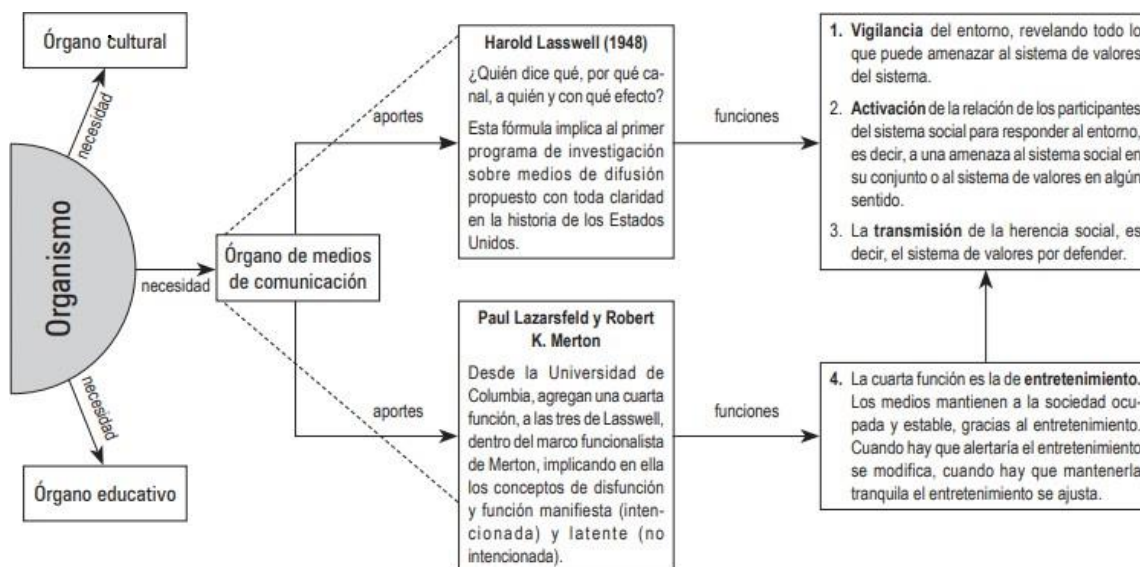 Órgano cultural
necesidad
Organismo
necesidad
necesidad
Órgano educativo
Órgano de medios
de comunicación
aportes
Harold Lasswell (1948)
¿Quién dice qué, por qué ca-
nal, a quién y con qué efecto?
Esta fórmula implica al primer
programa de investigación
sobre medios de difusión
propuesto con toda claridad
en la historia de los Estados
Unidos.
funciones
1. Vigilancia del entorno, revelando todo lo
que puede amenazar al sistema de valores
del sistema.
2. Activación de la relación de los participantes
del sistema social para responder al entorno,
es decir, a una amenaza al sistema social en
su conjunto o al sistema de valores en algún
sentido.
3. La transmisión de la herencia social, es
decir, el sistema de valores por defender.
aportes
Paul Lazarsfeld y Robert
K. Merton
Desde la Universidad de
Columbia, agregan una cuarta
función, a las tres de Lasswell,
dentro del marco funcionalista
de Merton, implicando en ella
los conceptos de disfunción
y función manifiesta (inten-
cionada) y latente (no
intencionada).
funciones
4. La cuarta función es la de entretenimiento.
Los medios mantienen a la sociedad ocu-
pada y estable, gracias al entretenimiento.
Cuando hay que alertaría el entretenimiento
se modifica, cuando hay que mantenerla
tranquila el entretenimiento se ajusta.